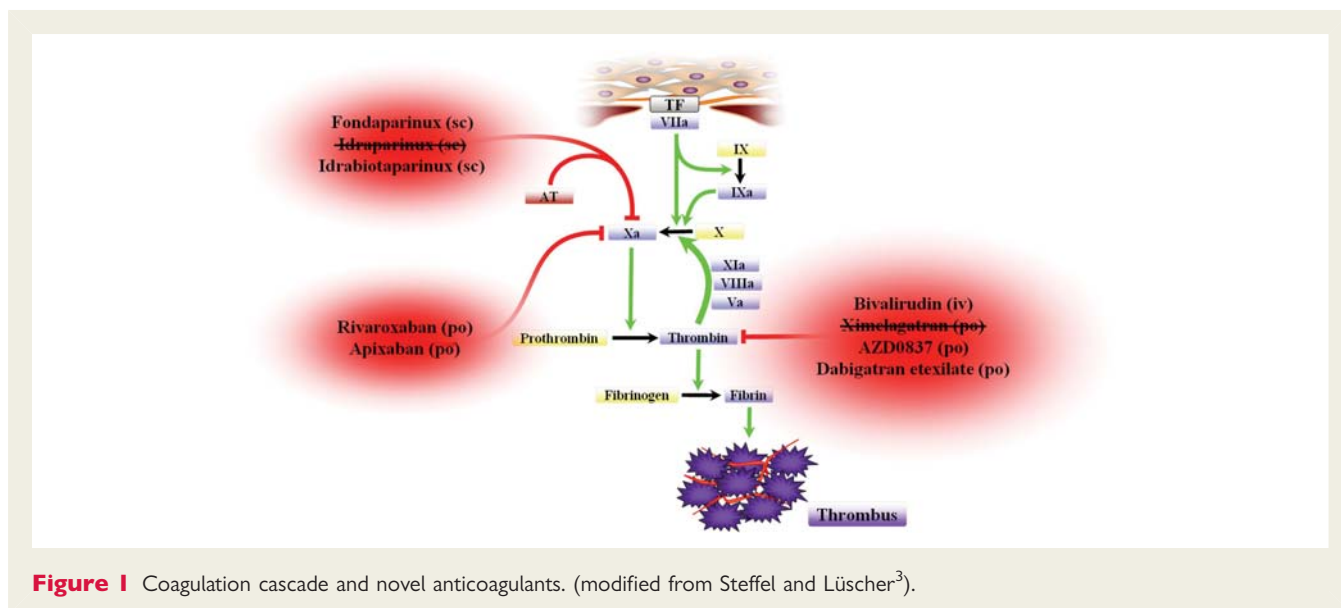 TF
VIIa
Fondaparinux (sc)
Idraparinux (sc)
Idrabiotaparinux (sc)
IX
IXa
AT
Xa
X
XIa
VIIIa
Va
Rivaroxaban (po)
Apixaban (po)
Bivalirudin (iv)
Ximelagatran (po)
AZD0837 (po)
Dabigatran etexilate (po)
Prothrombin
Thrombin
Fibrinogen
Fibrin
Thrombus
Figure 1 Coagulation cascade and novel anticoagulants. (modified from Steffel and Lüscher3).